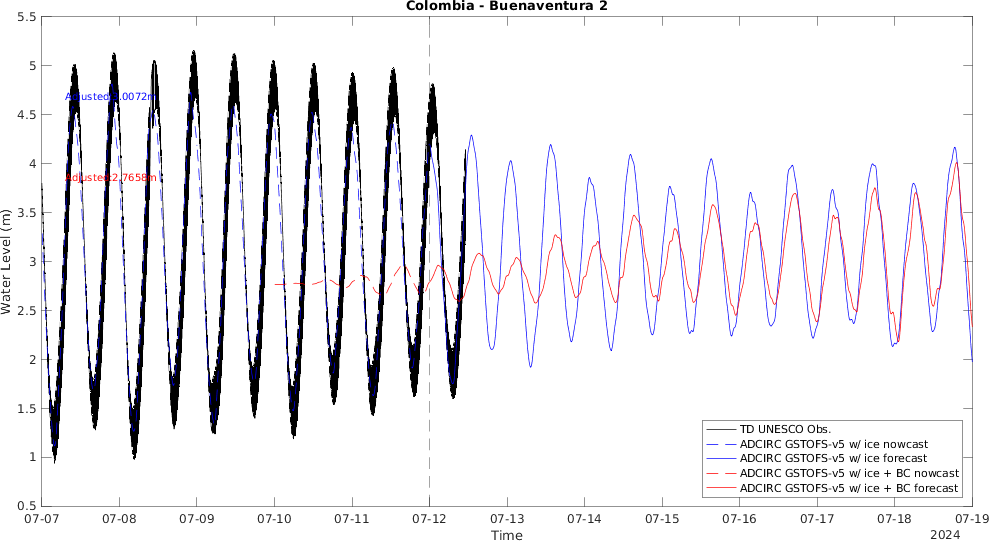 Colombia - Buenaventura 2
5.5
5
4.5
4
3.5
3
2.5
2
1.5
1
0.5
Water Level (m)
Adjusted:2.7658m
TD UNESCO Obs.
ADCIRC GSTOFS-v5 w/ ice nowcast
ADCIRC GSTOFS-v5 w/ ice forecast
ADCIRC GSTOFS-v5 w/ ice + BC nowcast
ADCIRC GSTOFS-v5 w/ ice + BC forecast
07-07 07-08 07-09 07-10 07-11 07-12 07-13 07-14 07-15 07-16 07-17 07-18 07-19
Time
2024